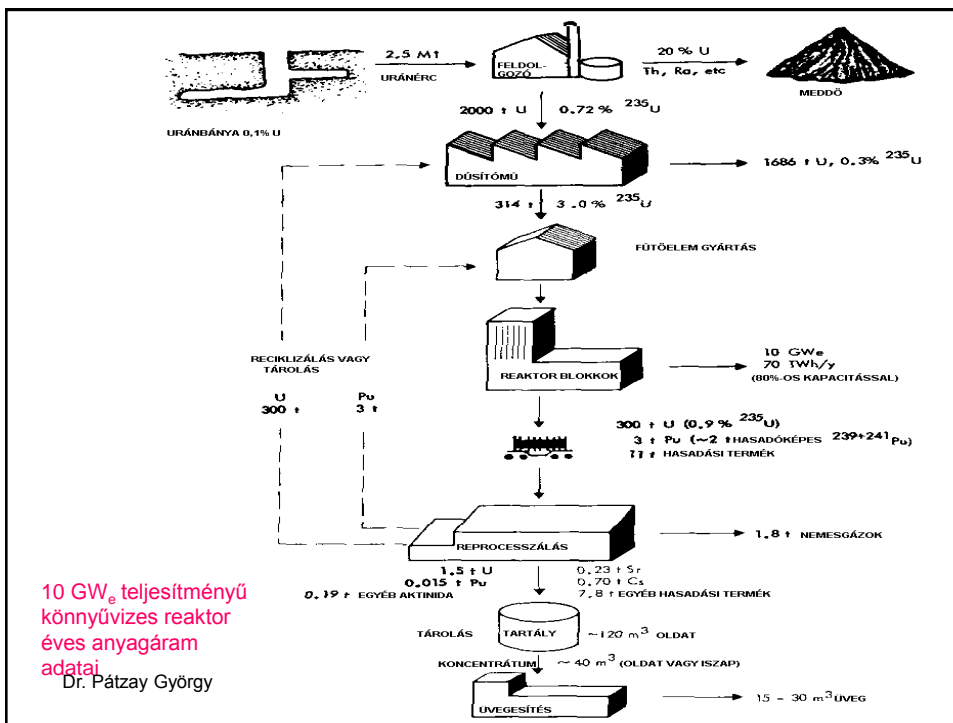 2,5 Mt
URÁNÉRC
FELDOL-
GOZÓ
20 % U
Th, Ra, etc
MEDDŐ
URÁNBÁNYA 0,1% U
2000 t U 0.72 % 235U
DÚSÍTÓMŰ
1686 t U, 0.3% 235U
314 t 3.0 % 235U
FŰTŐELEM GYÁRTÁS
RECIKLIZÁLÁS VAGY
TÁROLÁS
U
300 t
Pu
3 t
REAKTOR BLOKKOK
10 GWe
70 TWh/y
(80%-OS KAPACITÁSSAL)
300 t U (0.9 % 235U)
3 t Pu (~2 t HASADÓKÉPES 239+241Pu)
11 t HASADÁSI TERMÉK
REPROCESSZÁLÁS
1.8 t NEMESGÁZOK
1.5 t U
0.015 t Pu
0.19 t EGYÉB AKTINIDA
0.23 t Sr
0.70 t Cs
7.8 t EGYÉB HASADÁSI TERMÉK
TÁROLÁS
TARTÁLY
~120 m3 OLDAT
KONCENTRÁTUM
~ 40 m3 (OLDAT VAGY ISZAP)
ÜVEGESÍTÉS
15 - 30 m3 ÜVEG
10 GWe teljesítményű
könnyűvizes reaktor
éves anyagáram
adatai
Dr. Pátzay György